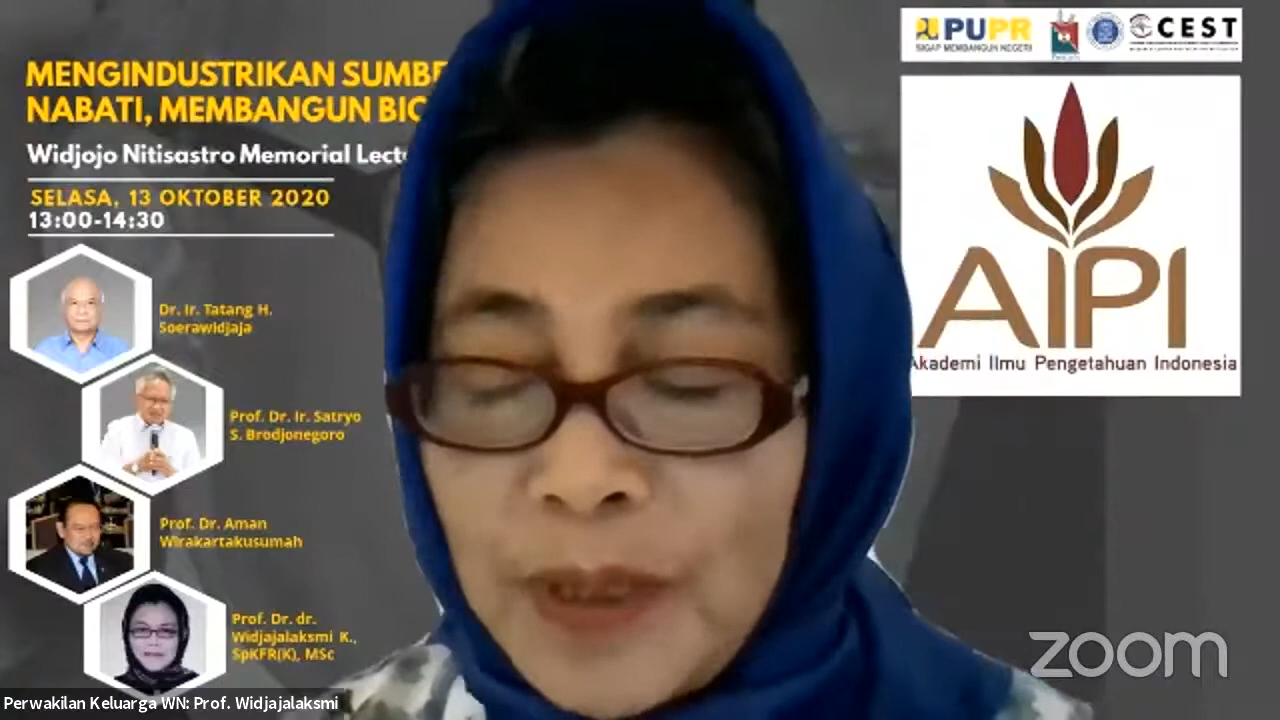 MENGINDUSTRIKAN SUMBE
NABATI, MEMBANGUN BIO
Widjojo Nitisastro Memorial Lect
SELASA, 13 OKTOBER 2020
13:00-14:30
Dr. Ir. Tatang H.
Soerawidjaja
Prof. Dr. Ir. Satryo
S. Brodjonegoro
Prof. Dr. Aman
Wirakartakusumah
Prof. Dr. dr.
Widjajalaksmi K.,
SpKFR(K), MSc
Perwakilan Keluarga WN: Prof. Widjajalaksmi
PUPR
SIGAP MEMBANGUN NEGERI
CEST
AIPI
Akademi Ilmu Pengetahuan Indonesia
zoom